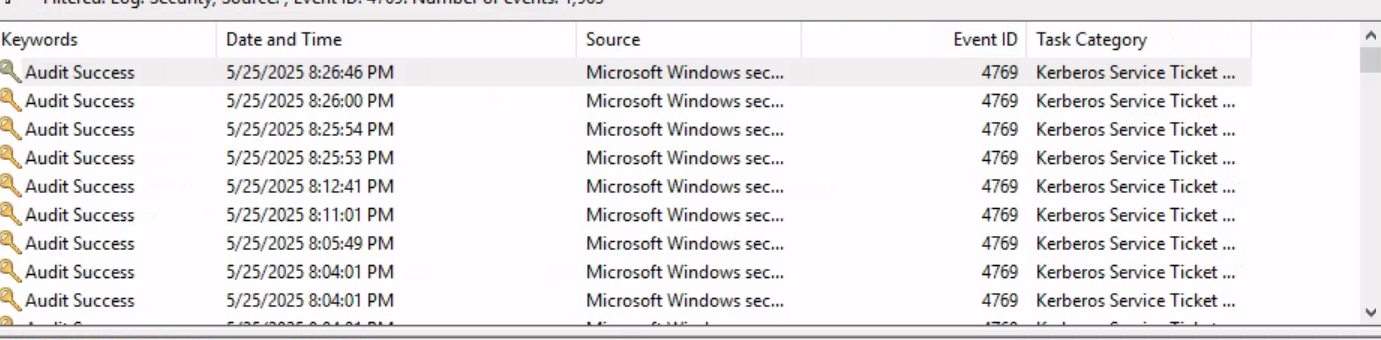 Filtered: Log: Security; Source: ; Event ID: 4769. Number of events: 1,
Keywords Date and Time Source Event ID Task Category
Audit Success 5/25/2025 8:26:46 PM Microsoft Windows sec... 4769 Kerberos Service Ticket ...
Audit Success 5/25/2025 8:26:00 PM Microsoft Windows sec... 4769 Kerberos Service Ticket ...
Audit Success 5/25/2025 8:25:54 PM Microsoft Windows sec... 4769 Kerberos Service Ticket ...
Audit Success 5/25/2025 8:25:53 PM Microsoft Windows sec... 4769 Kerberos Service Ticket ...
Audit Success 5/25/2025 8:12:41 PM Microsoft Windows sec... 4769 Kerberos Service Ticket ...
Audit Success 5/25/2025 8:11:01 PM Microsoft Windows sec... 4769 Kerberos Service Ticket ...
Audit Success 5/25/2025 8:05:49 PM Microsoft Windows sec... 4769 Kerberos Service Ticket ...
Audit Success 5/25/2025 8:04:01 PM Microsoft Windows sec... 4769 Kerberos Service Ticket ...
Audit Success 5/25/2025 8:04:01 PM Microsoft Windows sec... 4769 Kerberos Service Ticket ...